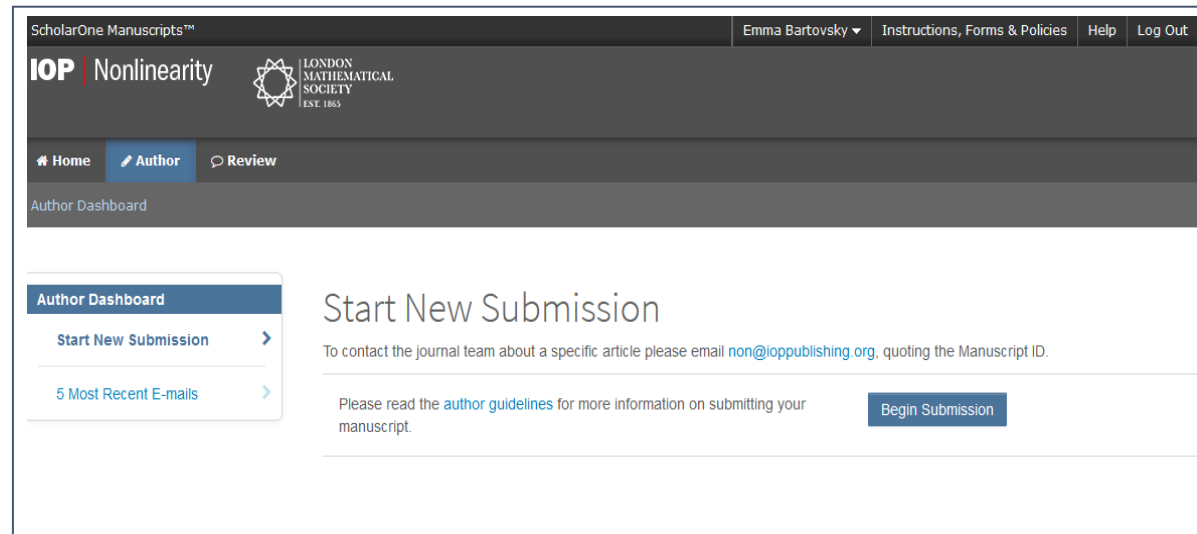 ScholarOne Manuscripts™
Emma Bartovsky Instructions, Forms & Policies Help Log Out
IOP Nonlinearity
LONDON
MATHEMATICAL
SOCIETY
EST. 1865
Home Author Review
Author Dashboard
Author Dashboard
Start New Submission
5 Most Recent E-mails
Start New Submission
To contact the journal team about a specific article please email non@ioppublishing.org, quoting the Manuscript ID.
Please read the author guidelines for more information on submitting your
manuscript.
Begin Submission